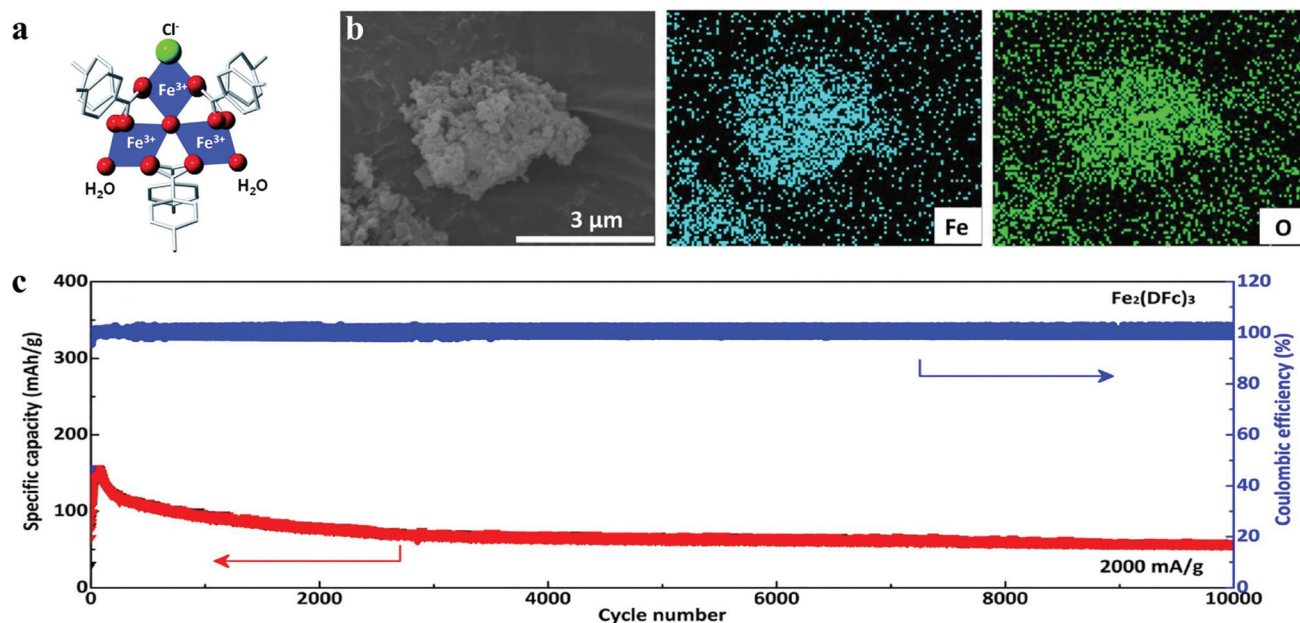 a
Cl⁻
Fe³⁺
Fe³⁺ Fe³⁺
H₂O H₂O
b
3 μm
Fe
O
c
Specific capacity (mAh/g)
400
300
200
100
0
Fe₂(DFc)₃
2000 mA/g
120
100
80
60
40
20
0
Coulombic efficiency (%)
0 2000 4000 6000 8000 10000
Cycle number